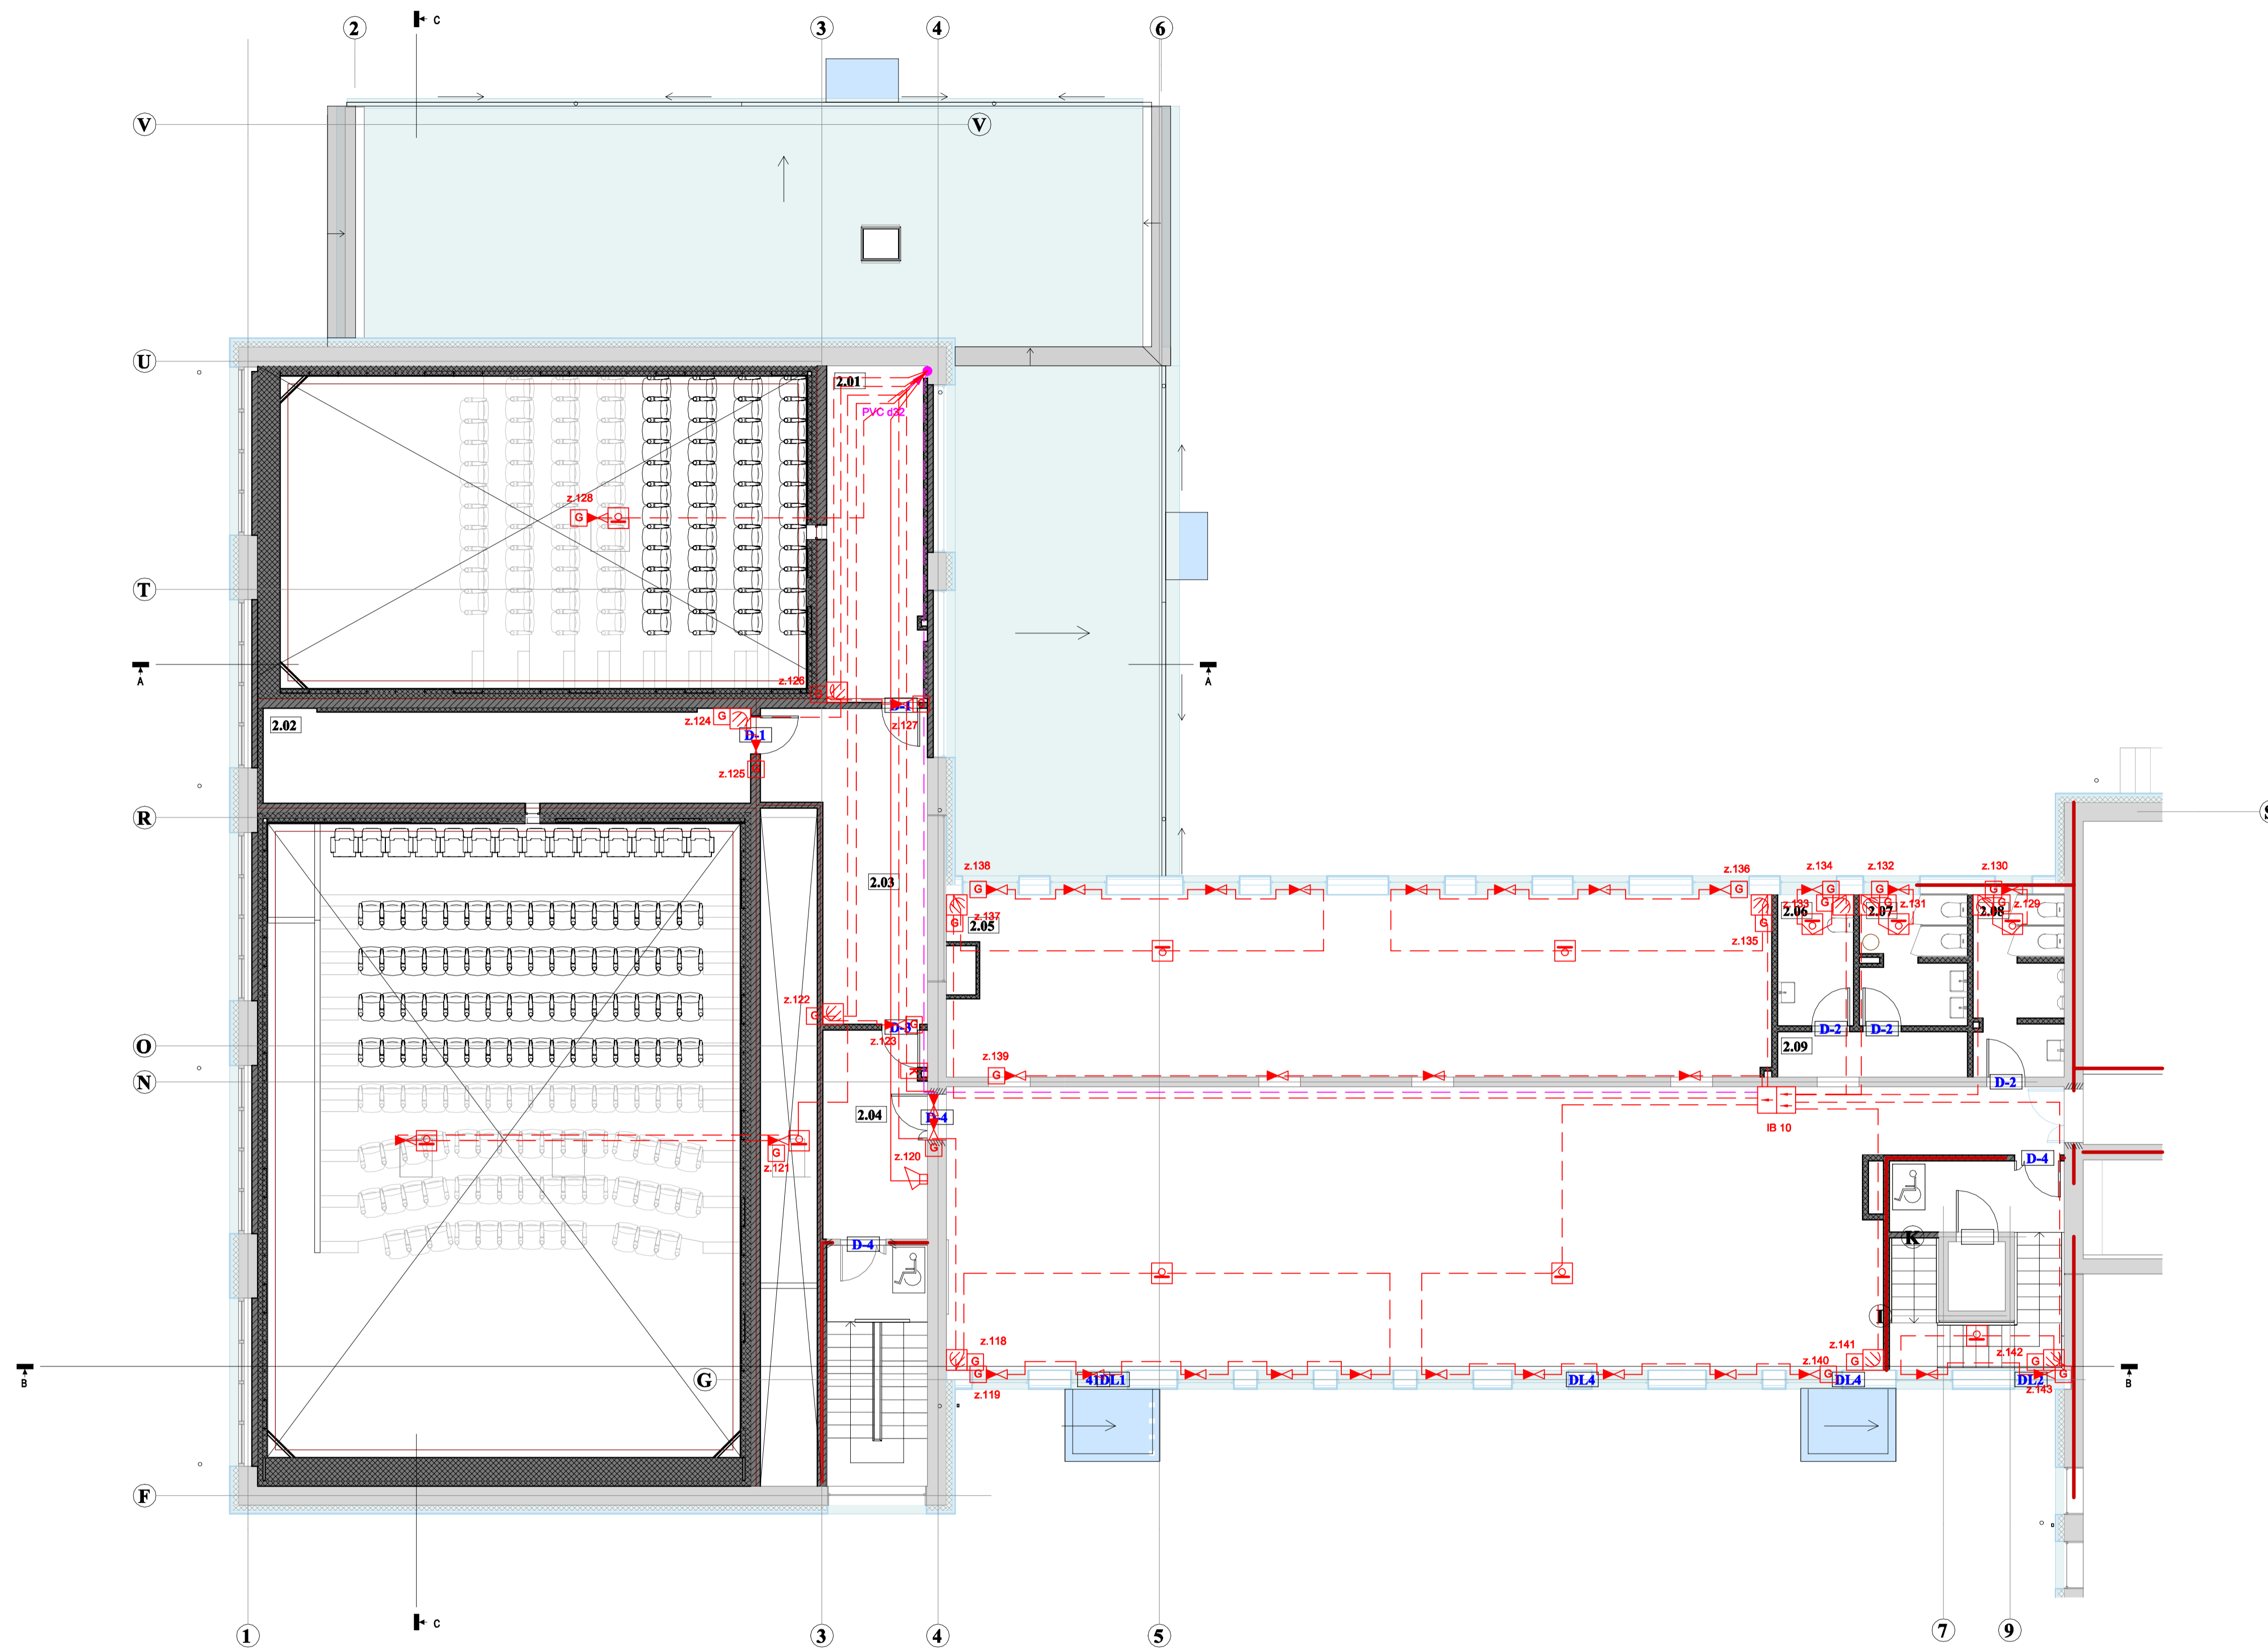 C
2
3
4
6
V
V
U
2.01
PVC d32
z.128
G
T
A
A
z.126
G
D-1
z.124
G
2.02
z.127
D-1
z.125
R
S
2.03
z.138
G
z.136
G
z.134
G
z.132
G
z.130
G
z.137
G
2.05
z.133
2.06
G
2.07
G
z.131
2.08
G
z.129
z.135
G
z.122
G
D-3
G
z.123
D-2
D-2
O
2.09
z.139
G
N
D-2
2.04
D-4
IB 10
G
z.121
G
z.120
D-4
K
D-4
I
z.118
G
z.119
G
41DL1
DL4
z.141
G
z.140
G
DL4
z.142
G
DL2
G
z.143
B
B
G
F
C
1
3
4
5
7
9